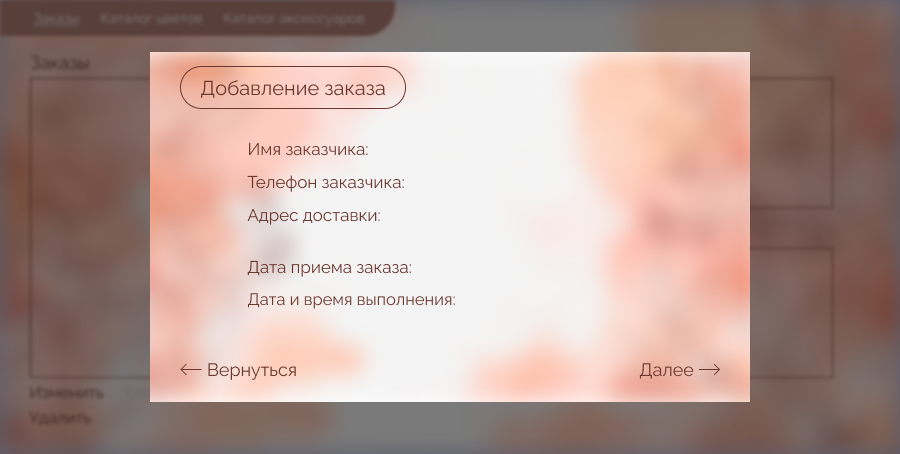 Заказы Каталог цветов Каталог аксессуаров
Заказы
Добавление заказа
Имя заказчика:
Телефон заказчика:
Адрес доставки:
Дата приема заказа:
Дата и время выполнения:
← Вернуться
Далее →
Изменить
Удалить